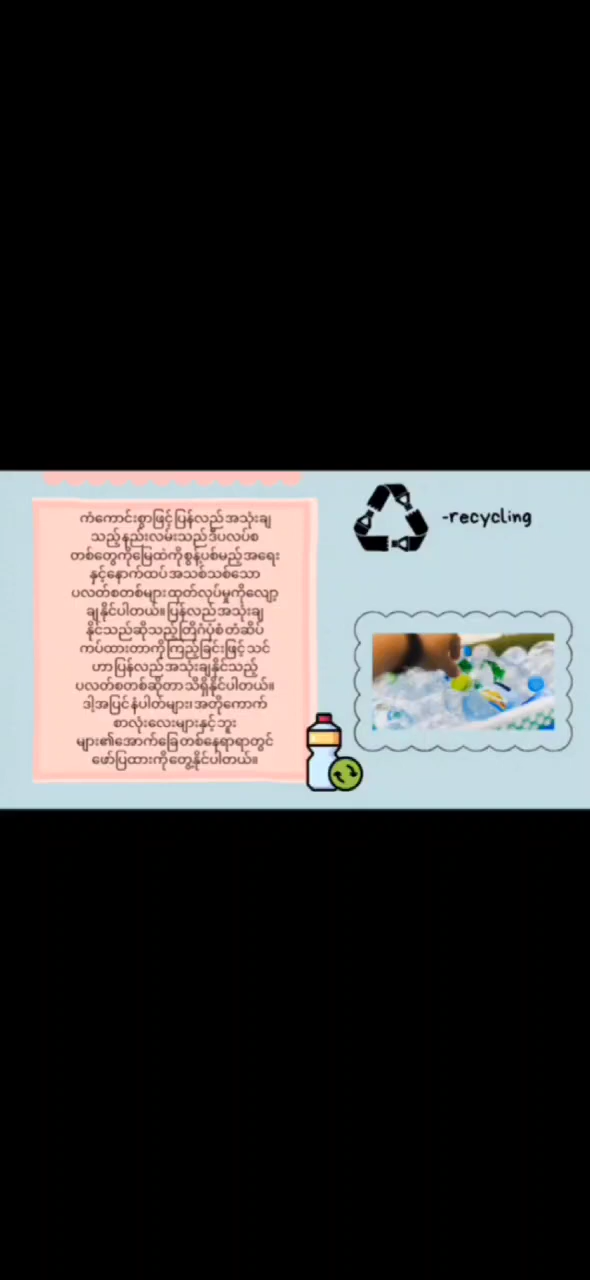 ကံကောင်းစွာဖြင့်ပြန်လည်အသုံးချ
သည့်နည်းလမ်းသည်ဒီပလပ်စ
တစ်တွေကိုမြေထဲကိုစွန့်ပစ်မည့်အရေး
နှင့်နောက်ထပ်အသစ်သစ်သော
ပလတ်စတစ်များထုတ်လုပ်မှုကိုလျော့
ချနိုင်ပါတယ်။ပြန်လည်အသုံးချ
နိုင်သည်ဆိုသည့်တြိဂံပုံစံတံဆိပ်
ကပ်ထားတာကိုကြည့်ခြင်းဖြင့်သင်
ဟာပြန်လည်အသုံးချနိုင်သည့်
ပလတ်စတစ်ဆိုတာသိရှိနိုင်ပါတယ်။
ဒါ့အပြင်နံပါတ်များ၊အတိုကောက်
စာလုံးလေးများနှင့်ဘူး
များ၏အောက်ခြေတစ်နေရာရာတွင်
ဖော်ပြထားကိုတွေ့နိုင်ပါတယ်။
-recycling